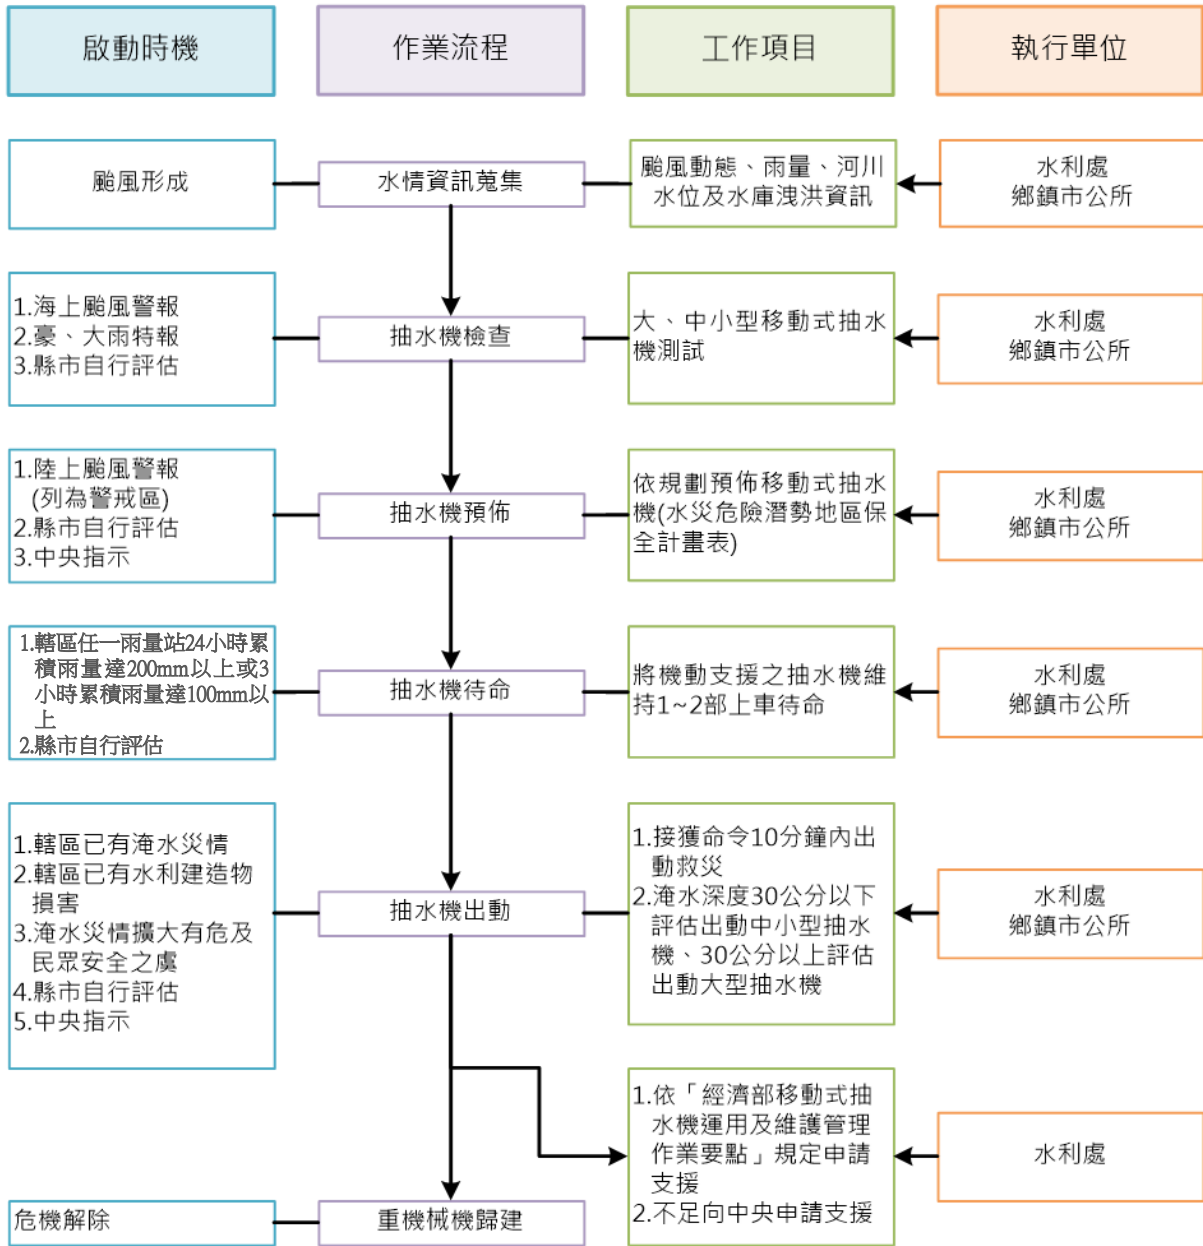 啟動時機
作業流程
工作項目
執行單位
颱風形成
水情資訊蒐集
颱風動態、雨量、河川
水位及水庫洩洪資訊
水利處
鄉鎮市公所
1.海上颱風警報
2.豪、大雨特報
3.縣市自行評估
抽水機檢查
大、中小型移動式抽水
機測試
水利處
鄉鎮市公所
1.陸上颱風警報
(列為警戒區)
2.縣市自行評估
3.中央指示
抽水機預佈
依規劃預佈移動式抽水
機(水災危險潛勢地區保
全計畫表)
水利處
鄉鎮市公所
1.轄區任一雨量站24小時累
積雨量達200mm以上或3
小時累積雨量達100mm以
上
2.縣市自行評估
抽水機待命
將機動支援之抽水機維
持1~2部上車待命
水利處
鄉鎮市公所
1.轄區已有淹水災情
2.轄區已有水利建造物
損害
3.淹水災情擴大有危及
民眾安全之虞
4.縣市自行評估
5.中央指示
抽水機出動
1.接獲命令10分鐘內出
動救災
2.淹水深度30公分以下
評估出動中小型抽水
機、30公分以上評估
出動大型抽水機
水利處
鄉鎮市公所
1.依「經濟部移動式抽
水機運用及維護管理
作業要點」規定申請
支援
2.不足向中央申請支援
水利處
危機解除
重機械機歸建